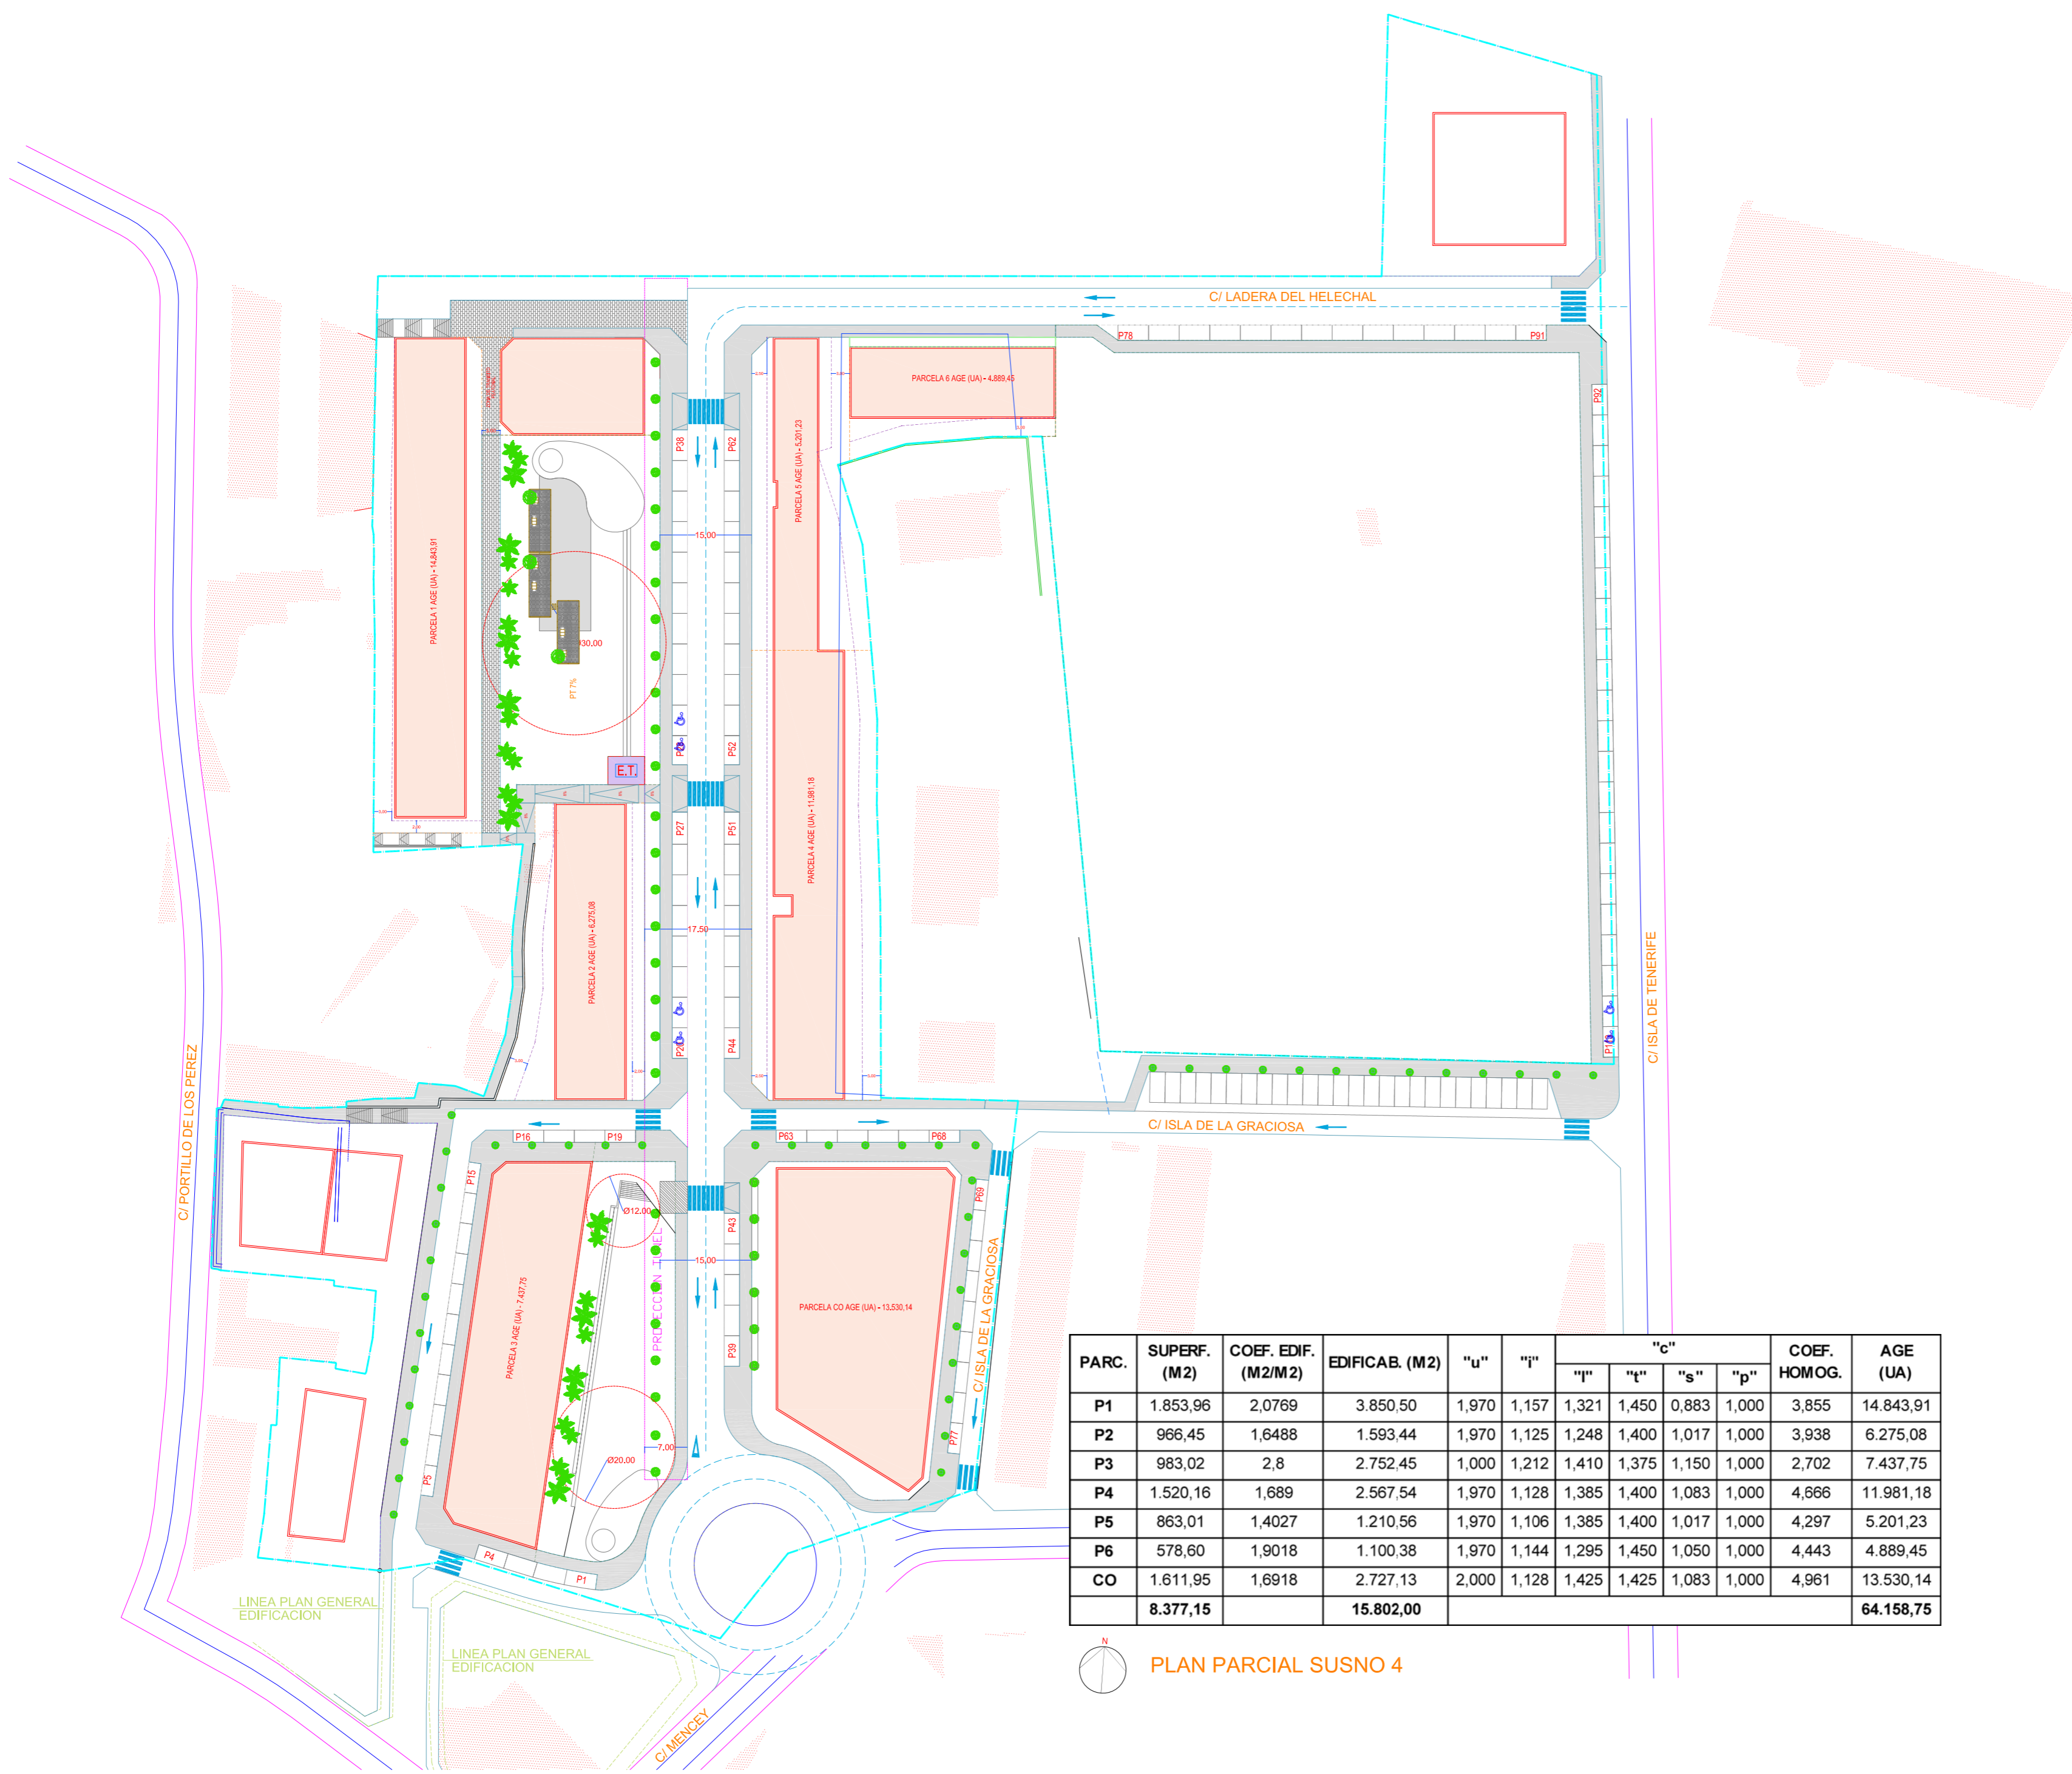 C/ LADERA DEL HELECHAL
P78
P91
P92
PARCELA 6 AGE (UA) - 4.889,45
PARCELA 5 AGE (UA) - 5.201,23
PARCELA 1 AGE (UA) - 14.843,91
P38
P62
15,00
Ø30,00
PT 7%
P52
E.T.
P27
P51
PARCELA 4 AGE (UA) - 11.981,18
PARCELA 2 AGE (UA) - 6.275,08
17,50
P44
C/ ISLA DE TENERIFE
C/ PORTILLO DE LOS PEREZ
P16
P19
P63
P68
C/ ISLA DE LA GRACIOSA
P15
P69
Ø12,00
P43
PROYECCION TUNEL
15,00
PARCELA 3 AGE (UA) - 7.437,75
PARCELA CO AGE (UA) - 13.530,14
C/ ISLA DE LA GRACIOSA
P39
P77
7,00
Ø20,00
P5
P4
P1
LINEA PLAN GENERAL
EDIFICACION
LINEA PLAN GENERAL
EDIFICACION
C/ MENCEY
PARC. SUPERF. (M2) COEF. EDIF. (M2/M2) EDIFICAB. (M2) "u" "i" "c" COEF. HOMOG. AGE (UA)
"l" "t" "s" "p"
P1 1.853,96 2,0769 3.850,50 1,970 1,157 1,321 1,450 0,883 1,000 3,855 14.843,91
P2 966,45 1,6488 1.593,44 1,970 1,125 1,248 1,400 1,017 1,000 3,938 6.275,08
P3 983,02 2,8 2.752,45 1,000 1,212 1,410 1,375 1,150 1,000 2,702 7.437,75
P4 1.520,16 1,689 2.567,54 1,970 1,128 1,385 1,400 1,083 1,000 4,666 11.981,18
P5 863,01 1,4027 1.210,56 1,970 1,106 1,385 1,400 1,017 1,000 4,297 5.201,23
P6 578,60 1,9018 1.100,38 1,970 1,144 1,295 1,450 1,050 1,000 4,443 4.889,45
CO 1.611,95 1,6918 2.727,13 2,000 1,128 1,425 1,425 1,083 1,000 4,961 13.530,14
8.377,15 15.802,00 64.158,75
N
PLAN PARCIAL SUSNO 4